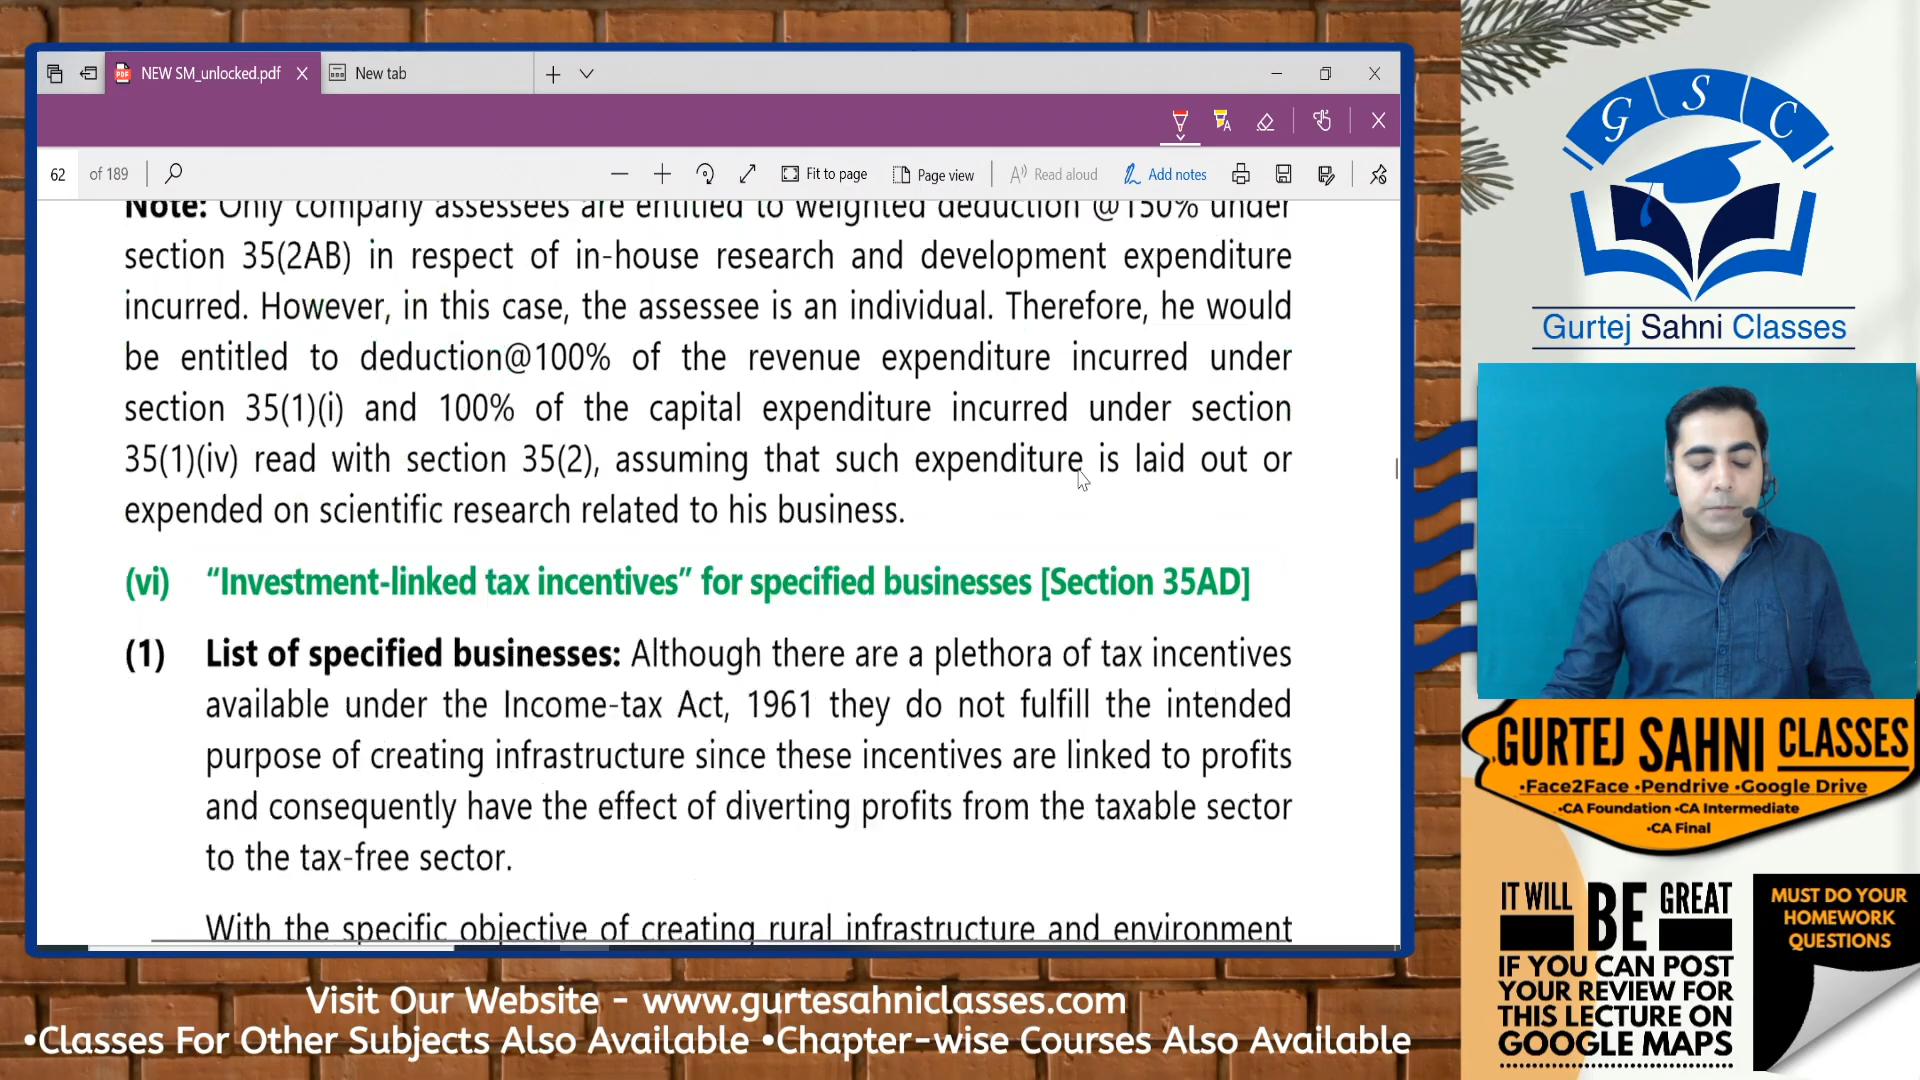 NEW SM_unlocked.pdf
New tab
62 of 189
Fit to page
Page view
Read aloud
Add notes
Note: Only company assessees are entitled to weighted deduction @150% under
section 35(2AB) in respect of in-house research and development expenditure
incurred. However, in this case, the assessee is an individual. Therefore, he would
be entitled to deduction@100% of the revenue expenditure incurred under
section 35(1)(i) and 100% of the capital expenditure incurred under section
35(1)(iv) read with section 35(2), assuming that such expenditure is laid out or
expended on scientific research related to his business.
(vi) “Investment-linked tax incentives” for specified businesses [Section 35AD]
(1) List of specified businesses: Although there are a plethora of tax incentives
available under the Income-tax Act, 1961 they do not fulfill the intended
purpose of creating infrastructure since these incentives are linked to profits
and consequently have the effect of diverting profits from the taxable sector
to the tax-free sector.
With the specific objective of creating rural infrastructure and environment
G S C
Gurtej Sahni Classes
GURTEJ SAHNI CLASSES
•Face2Face •Pendrive •Google Drive
•CA Foundation •CA Intermediate
•CA Final
IT WILL BE GREAT
IF YOU CAN POST
YOUR REVIEW FOR
THIS LECTURE ON
GOOGLE MAPS
MUST DO YOUR
HOMEWORK
QUESTIONS
Visit Our Website - www.gurtesahniclasses.com
•Classes For Other Subjects Also Available •Chapter-wise Courses Also Available